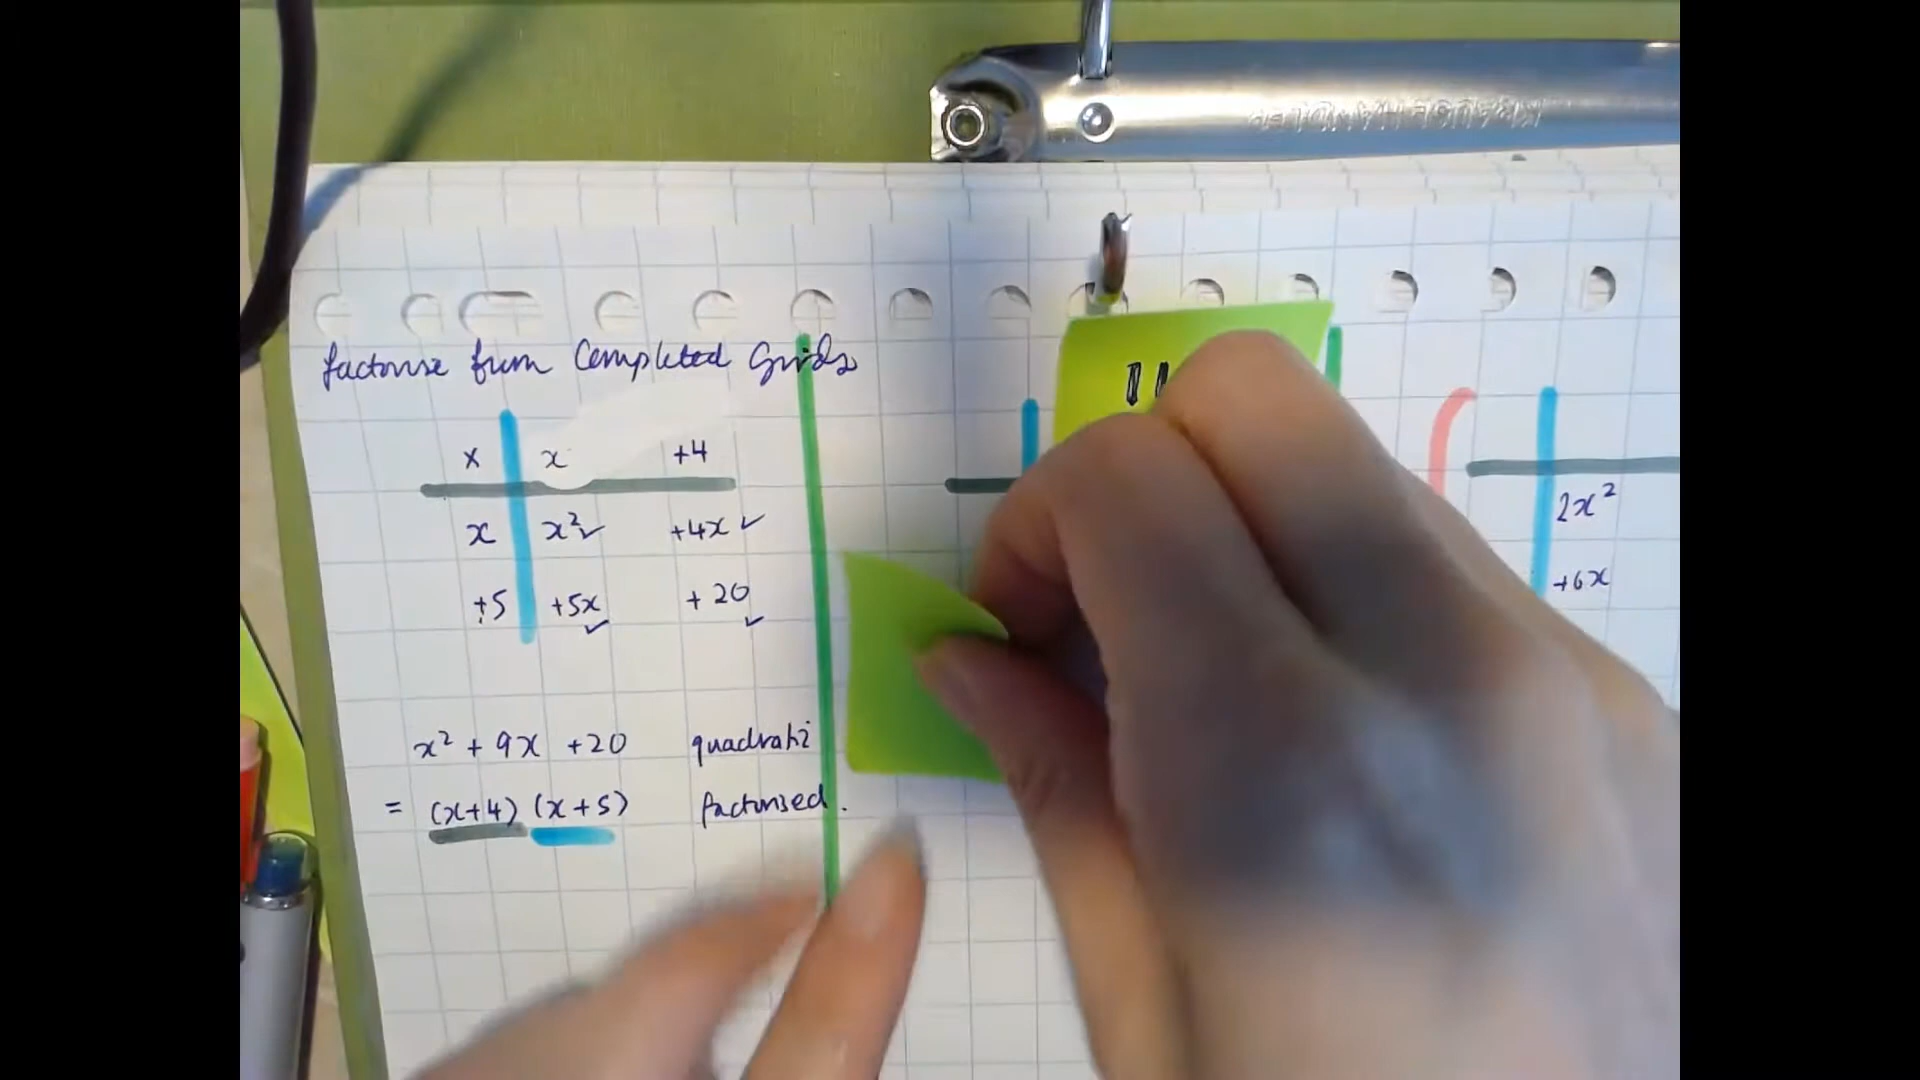 factorise from Completed Grids
x x +4
x x² ✓ +4x ✓
+5 +5x ✓ + 20 ✓
x² + 9x +20 quadrati
= (x+4) (x+5) factorised.
2x²
+6x